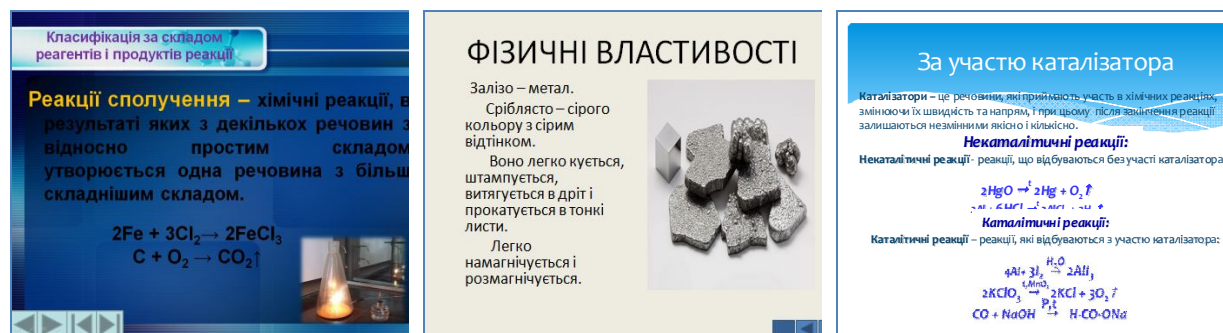 Класифікація за складом
реагентів і продуктів реакції
Реакції сполучення – хімічні реакції, в
результаті яких з декількох речовин з
відносно простим складом
утворюється одна речовина з більш
складнішим складом.
2Fe + 3Cl₂→ 2FeCl₃
C + O₂ → CO₂↑
ФІЗИЧНІ ВЛАСТИВОСТІ
Залізо – метал.
Сріблясто – сірого
кольору з сірим
відтінком.
Воно легко кується,
штампується,
витягується в дріт і
прокатується в тонкі
листи.
Легко
намагнічується і
розмагнічується.
За участю каталізатора
Каталізатори – це речовини, які приймають участь в хімічних реакціях,
змінюючи їх швидкість та напрям, і при цьому після закінчення реакції
залишаються незмінними якісно і кількісно.
Некаталітичні реакції:
Некаталітичні реакції - реакції, що відбуваються без участі каталізатора
2HgO →ᵗ 2Hg + O₂↑
Каталітичні реакції:
Каталітичні реакції – реакції, які відбуваються з участю каталізатора:
H₂O
4Al + 3I₂ → 2AlI₃
t,MnO₂
2KClO₃ → 2KCl + 3O₂↑
P,t
CO + NaOH → H-CO-ONa